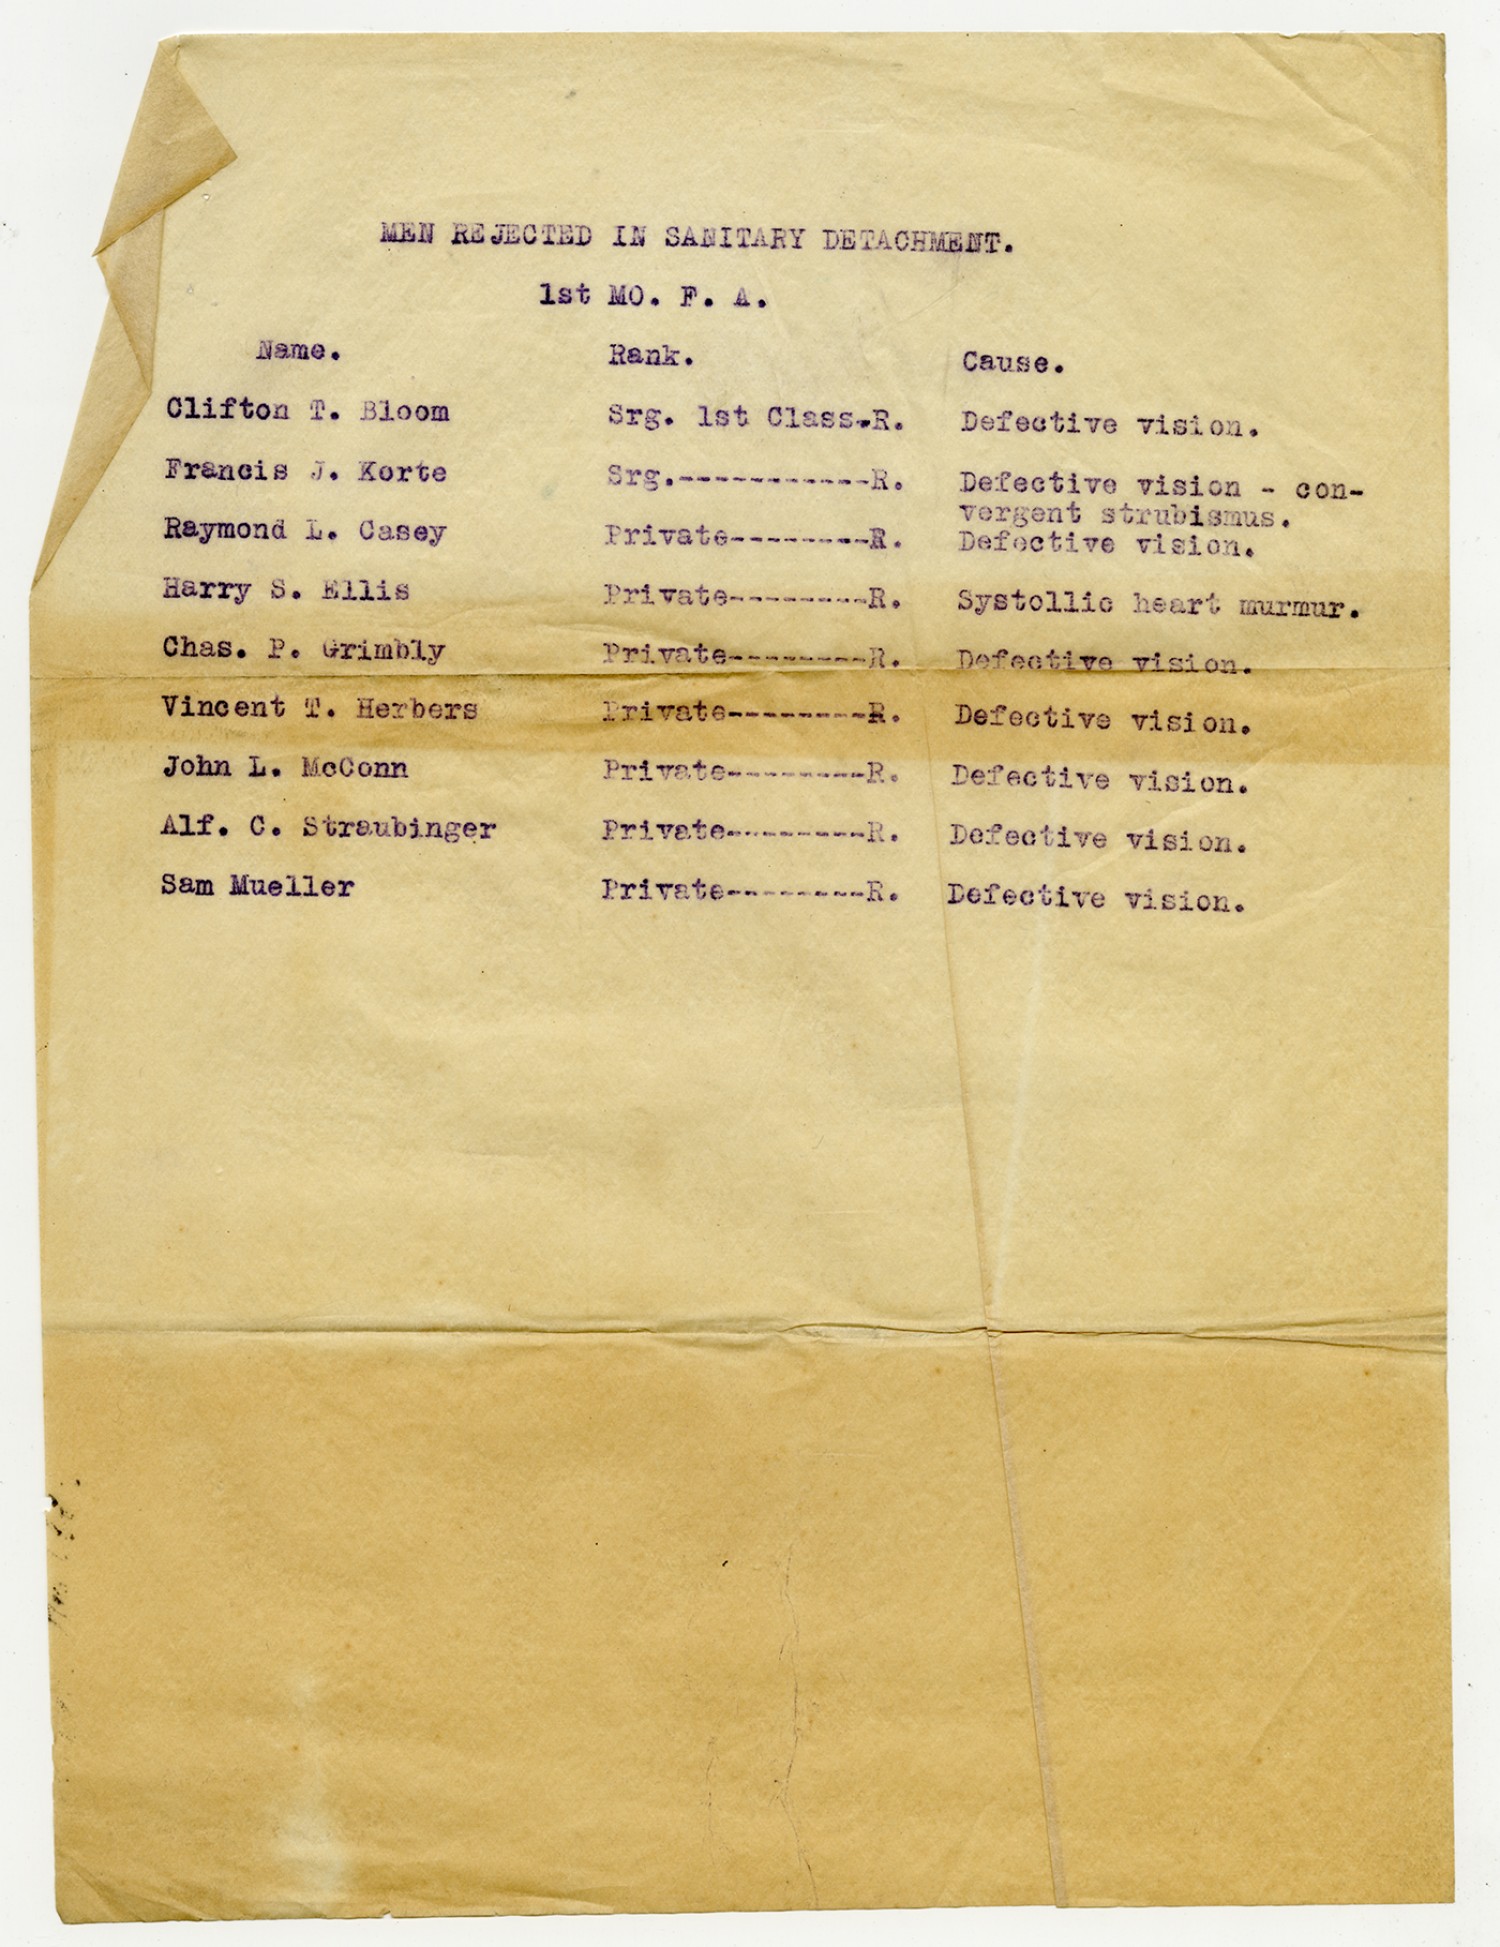 MEN REJECTED IN SANITARY DETACHMENT.
1st MO. F. A.
Name. Rank. Cause.
Clifton T. Bloom Srg. 1st Class-R. Defective vision.
Francis J. Korte Srg.-----------R. Defective vision - con-
vergent strubismus.
Raymond L. Casey Private--------R. Defective vision.
Harry S. Ellis Private--------R. Systollic heart murmur.
Chas. P. Grimbly Private--------R. Defective vision.
Vincent T. Herbers Private--------R. Defective vision.
John L. McConn Private--------R. Defective vision.
Alf. C. Straubinger Private--------R. Defective vision.
Sam Mueller Private--------R. Defective vision.